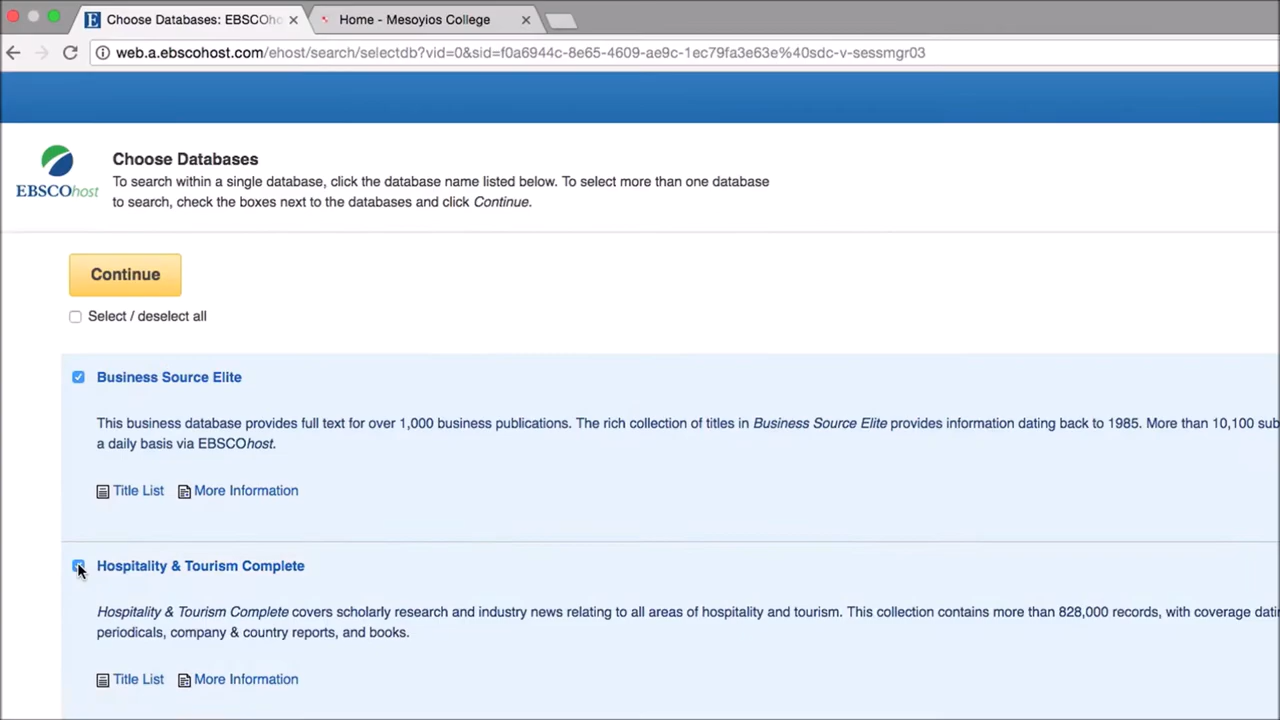 Choose Databases: EBSCOho
Home - Mesoyios College
web.a.ebscohost.com/ehost/search/selectdb?vid=0&sid=f0a6944c-8e65-4609-ae9c-1ec79fa3e63e%40sdc-v-sessmgr03
EBSCOhost
Choose Databases
To search within a single database, click the database name listed below. To select more than one database
to search, check the boxes next to the databases and click Continue.
Continue
Select / deselect all
Business Source Elite
This business database provides full text for over 1,000 business publications. The rich collection of titles in Business Source Elite provides information dating back to 1985. More than 10,100 sub
a daily basis via EBSCOhost.
Title List More Information
Hospitality & Tourism Complete
Hospitality & Tourism Complete covers scholarly research and industry news relating to all areas of hospitality and tourism. This collection contains more than 828,000 records, with coverage dati
periodicals, company & country reports, and books.
Title List More Information